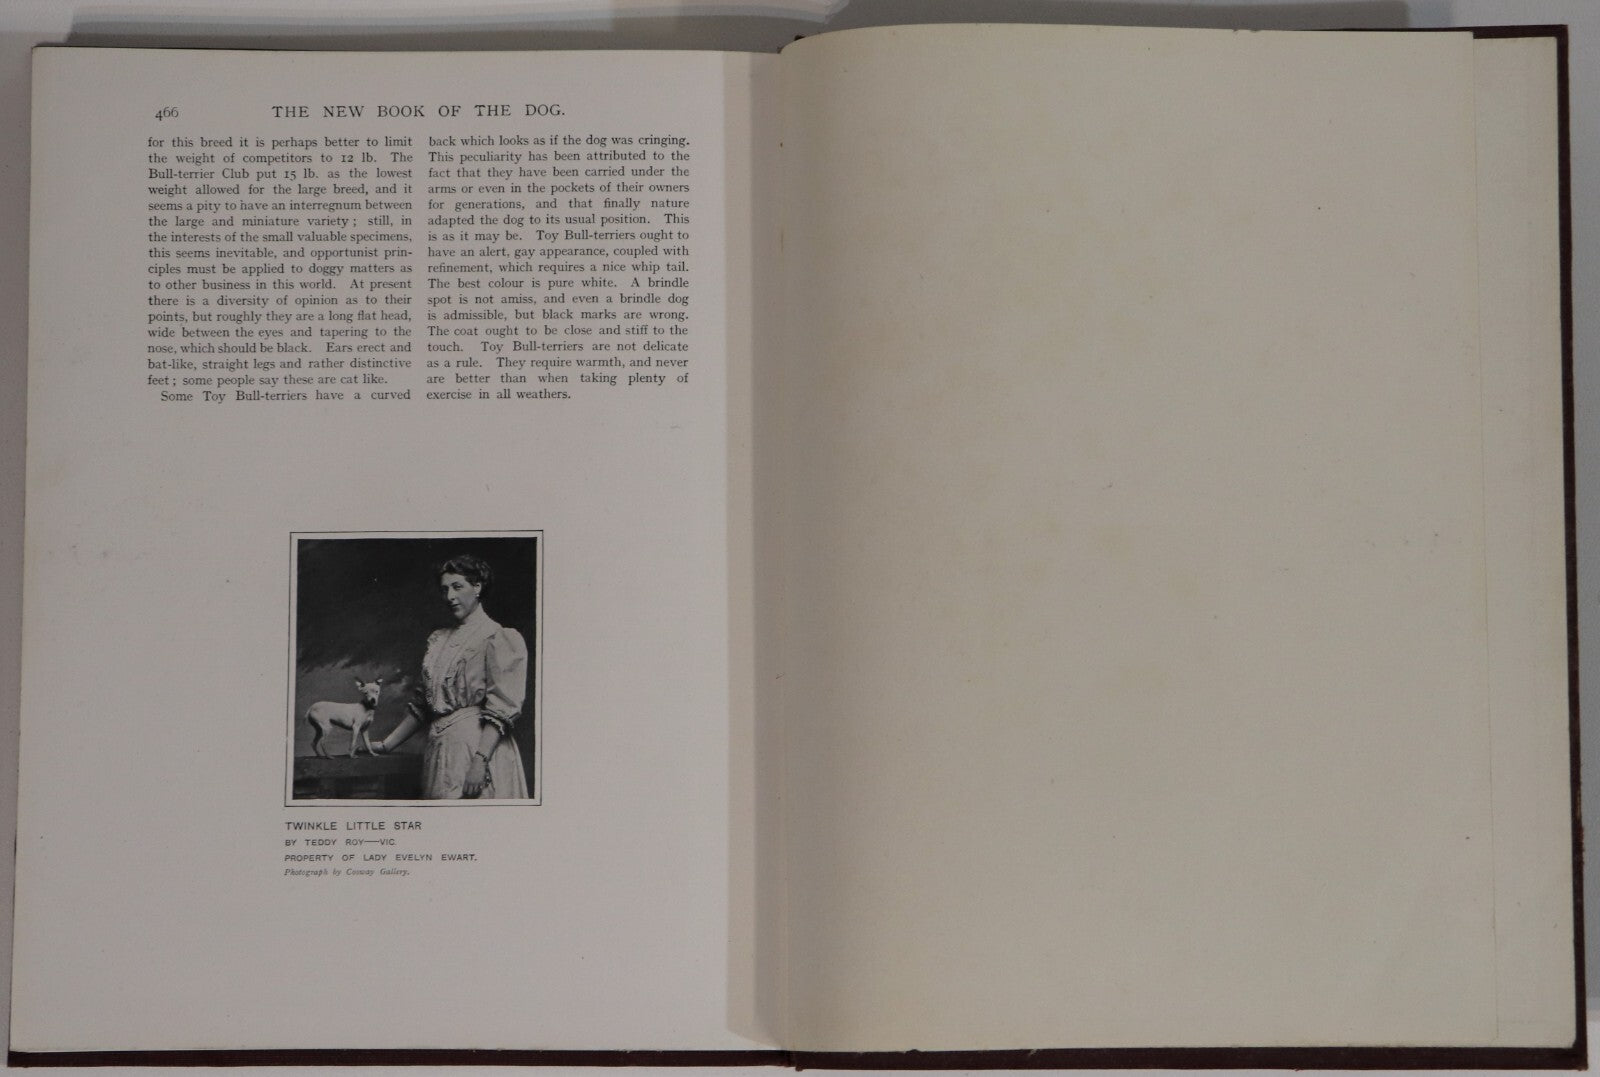 466
THE NEW BOOK OF THE DOG.
for this breed it is perhaps better to limit
the weight of competitors to 12 lb. The
Bull-terrier Club put 15 lb. as the lowest
weight allowed for the large breed, and it
seems a pity to have an interregnum between
the large and miniature variety ; still, in
the interests of the small valuable specimens,
this seems inevitable, and opportunist prin-
ciples must be applied to doggy matters as
to other business in this world. At present
there is a diversity of opinion as to their
points, but roughly they are a long flat head,
wide between the eyes and tapering to the
nose, which should be black. Ears erect and
bat-like, straight legs and rather distinctive
feet ; some people say these are cat like.
Some Toy Bull-terriers have a curved
back which looks as if the dog was cringing.
This peculiarity has been attributed to the
fact that they have been carried under the
arms or even in the pockets of their owners
for generations, and that finally nature
adapted the dog to its usual position. This
is as it may be. Toy Bull-terriers ought to
have an alert, gay appearance, coupled with
refinement, which requires a nice whip tail.
The best colour is pure white. A brindle
spot is not amiss, and even a brindle dog
is admissible, but black marks are wrong.
The coat ought to be close and stiff to the
touch. Toy Bull-terriers are not delicate
as a rule. They require warmth, and never
are better than when taking plenty of
exercise in all weathers.
TWINKLE LITTLE STAR
BY TEDDY ROY—VIC
PROPERTY OF LADY EVELYN EWART.
Photograph by Cosway Gallery.